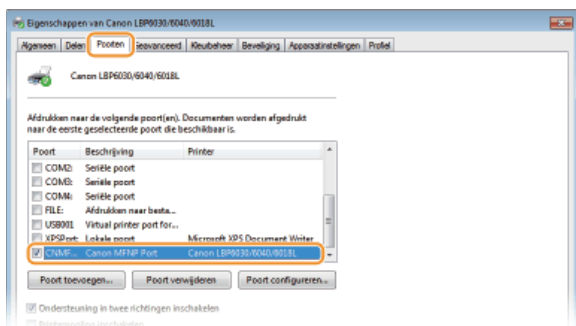 Eigenschappen van Canon LBP6030/6040/6018L
Algemeen Delen Poorten Geavanceerd Kleurbeheer Beveiliging Apparaatinstellingen Profiel
Canon LBP6030/6040/6018L
Afdrukken naar de volgende poort(en). Documenten worden afgedrukt
naar de eerste geselecteerde poort die beschikbaar is.
Poort Beschrijving Printer
COM2: Seriële poort
COM3: Seriële poort
COM4: Seriële poort
FILE: Afdrukken naar besta...
USB001 Virtual printer port for...
XPSPort: Lokale poort Microsoft XPS Document Writer
CNMF... Canon MFNP Port Canon LBP6030/6040/6018L
Poort toevoegen... Poort verwijderen Poort configureren...
Ondersteuning in twee richtingen inschakelen
Printerpooling inschakelen